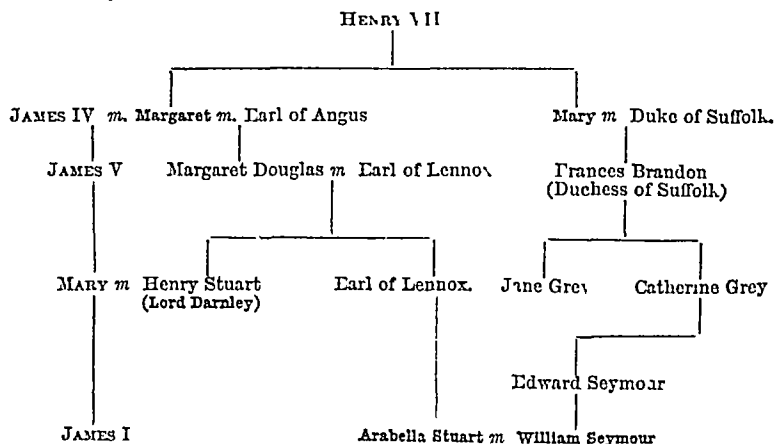 HENRY VII
JAMES IV m. Margaret m. Earl of Angus Mary m Duke of Suffolk.
JAMES V Margaret Douglas m Earl of Lennox Frances Brandon
(Duchess of Suffolk)
MARY m Henry Stuart Earl of Lennox. Jane Grey Catherine Grey
(Lord Darnley)
Edward Seymour
JAMES I Arabella Stuart m William Seymour